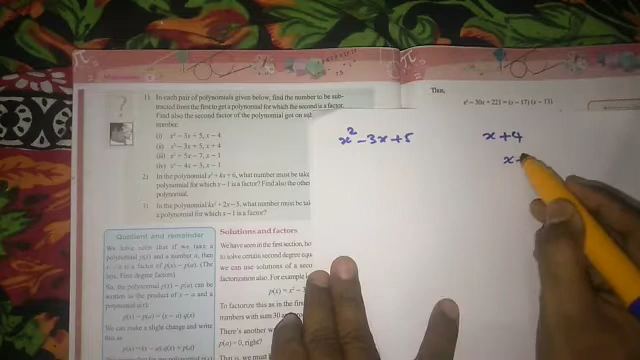 Then,
x² − 30x + 221 = (x − 17) (x − 13)
1) In each pair of polynomials given below, find the number to be sub-
tracted from the first to get a polynomial for which the second is a factor.
Find also the second factor of the polynomial got on
number.
(i) x² − 3x + 5, x − 4
(ii) x² − 3x + 5, x + 4
(iii) x² + 5x − 7, x − 1
(iv) x² − 4x − 3, x − 1
2) In the polynomial x² + 4x + 6, what number must be
polynomial for which x − 1 is a factor? Find also the other
polynomial.
3) In the polynomial kx² + 2x − 5, what number must be
a polynomial for which x − 1 is a factor?
x² − 3x + 5
x + 4
x
Quotient and remainder
We have seen that if we take a
polynomial p(x) and a number a, then
x − a is a factor of p(x) − p(a). (The
First degree factors)
So, the polynomial p(x) − p(a) can be
written as the product of x − a and a
polynomial q(x):
p(x) − p(a) = (x − a) q(x)
We can make a slight change and write
this as
p(x) = (x − a) q(x) + p(a)
Solutions and factors
We have seen in the first section,
to solve certain second degree
we can use solutions of a
factorization also. For example
p(x) = x² −
To factorize this as in the first
numbers with sum 30
There's another
p(a) = 0, right?
That is, we must